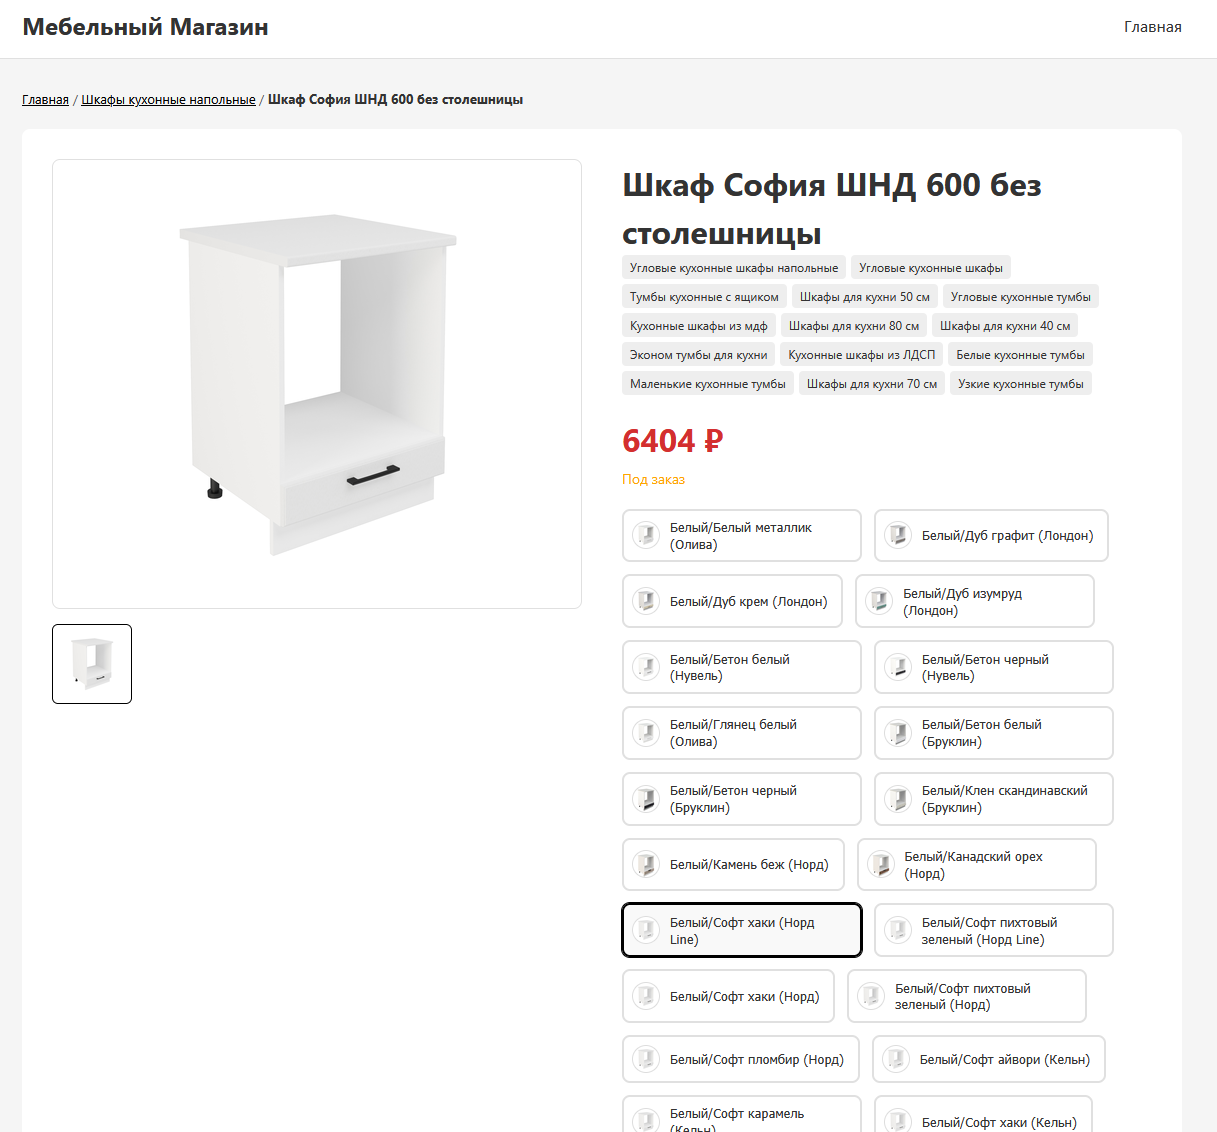 Мебельный Магазин
Главная
Главная / Шкафы кухонные напольные / Шкаф София ШНД 600 без столешницы
Шкаф София ШНД 600 без
столешницы
Угловые кухонные шкафы напольные
Угловые кухонные шкафы
Тумбы кухонные с ящиком
Шкафы для кухни 50 см
Угловые кухонные тумбы
Кухонные шкафы из мдф
Шкафы для кухни 80 см
Шкафы для кухни 40 см
Эконом тумбы для кухни
Кухонные шкафы из ЛДСП
Белые кухонные тумбы
Маленькие кухонные тумбы
Шкафы для кухни 70 см
Узкие кухонные тумбы
6404 ₽
Под заказ
Белый/Белый металлик
(Олива)
Белый/Дуб графит (Лондон)
Белый/Дуб крем (Лондон)
Белый/Дуб изумруд
(Лондон)
Белый/Бетон белый
(Нувель)
Белый/Бетон черный
(Нувель)
Белый/Глянец белый
(Олива)
Белый/Бетон белый
(Бруклин)
Белый/Бетон черный
(Бруклин)
Белый/Клен скандинавский
(Бруклин)
Белый/Камень беж (Норд)
Белый/Канадский орех
(Норд)
Белый/Софт хаки (Норд
Line)
Белый/Софт пихтовый
зеленый (Норд Line)
Белый/Софт хаки (Норд)
Белый/Софт пихтовый
зеленый (Норд)
Белый/Софт пломбир (Норд)
Белый/Софт айвори (Кельн)
Белый/Софт карамель
(Кельн)
Белый/Софт хаки (Кельн)